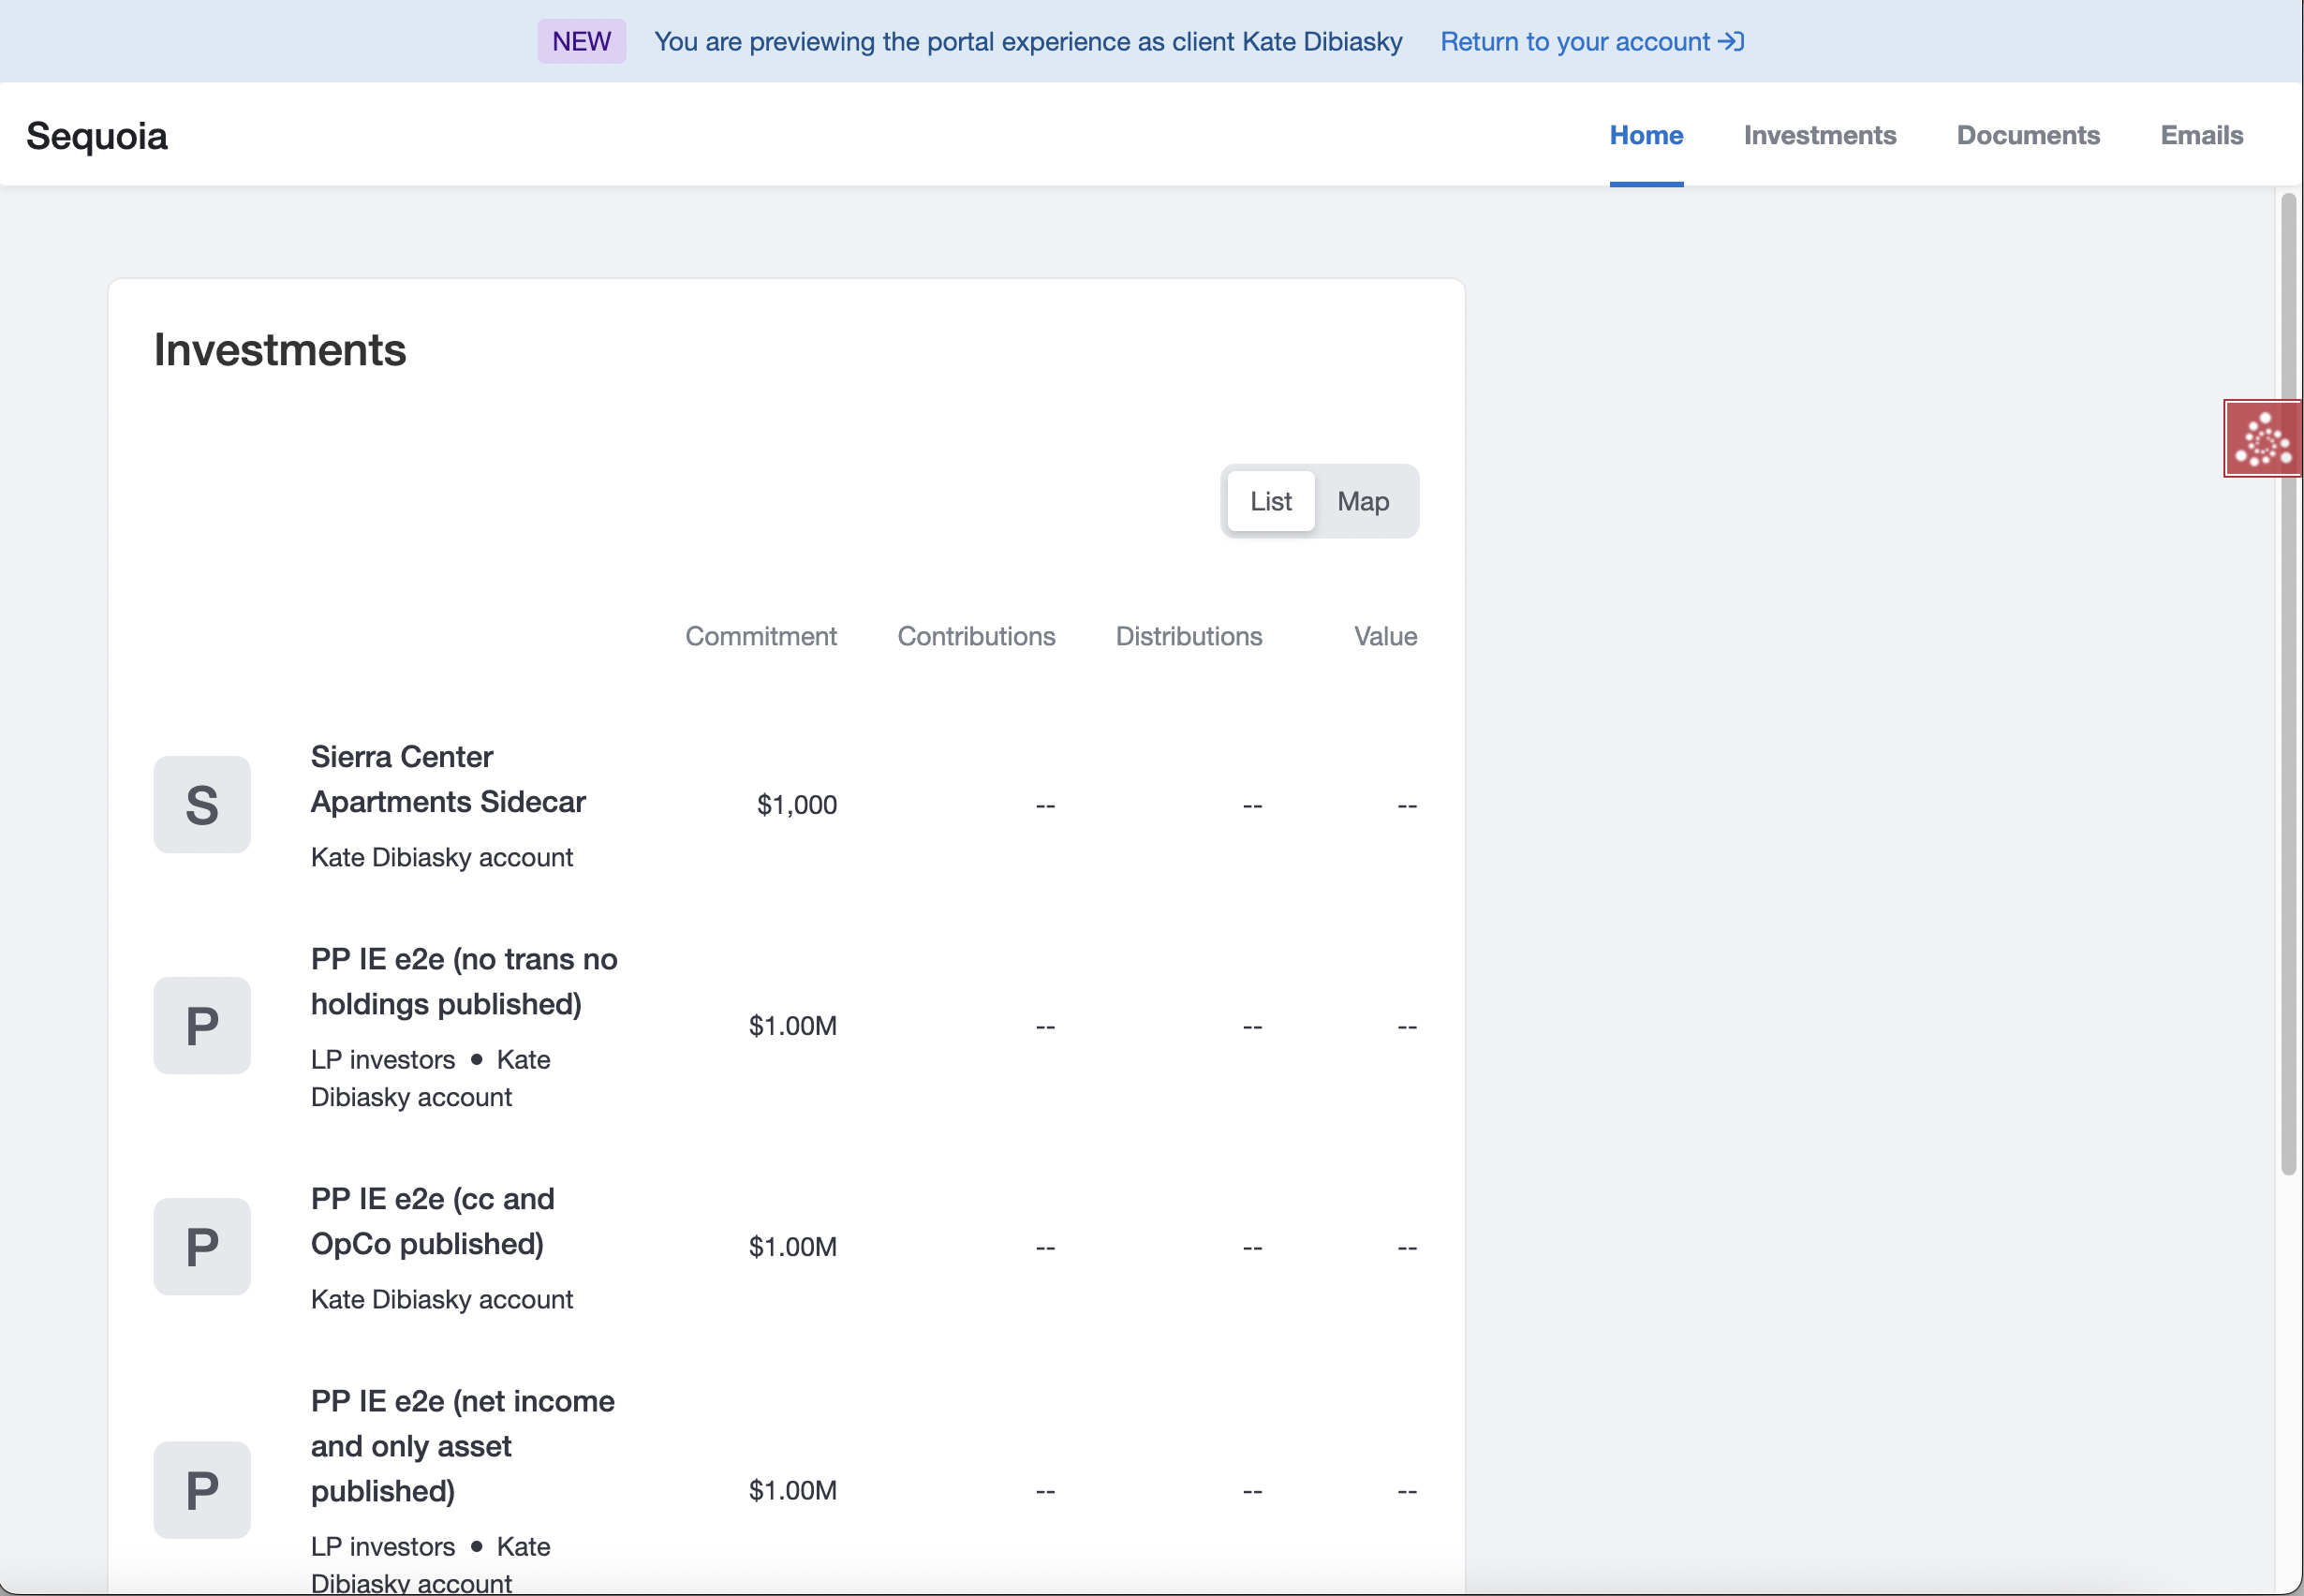 NEW You are previewing the portal experience as client Kate Dibiasky Return to your account
Sequoia Home Investments Documents Emails
Investments
List Map
Commitment Contributions Distributions Value
S
Sierra Center
Apartments Sidecar
Kate Dibiasky account
$1,000 -- -- --
P
PP IE e2e (no trans no
holdings published)
LP investors • Kate
Dibiasky account
$1.00M -- -- --
P
PP IE e2e (cc and
OpCo published)
Kate Dibiasky account
$1.00M -- -- --
P
PP IE e2e (net income
and only asset
published)
LP investors • Kate
Dibiasky account
$1.00M -- -- --